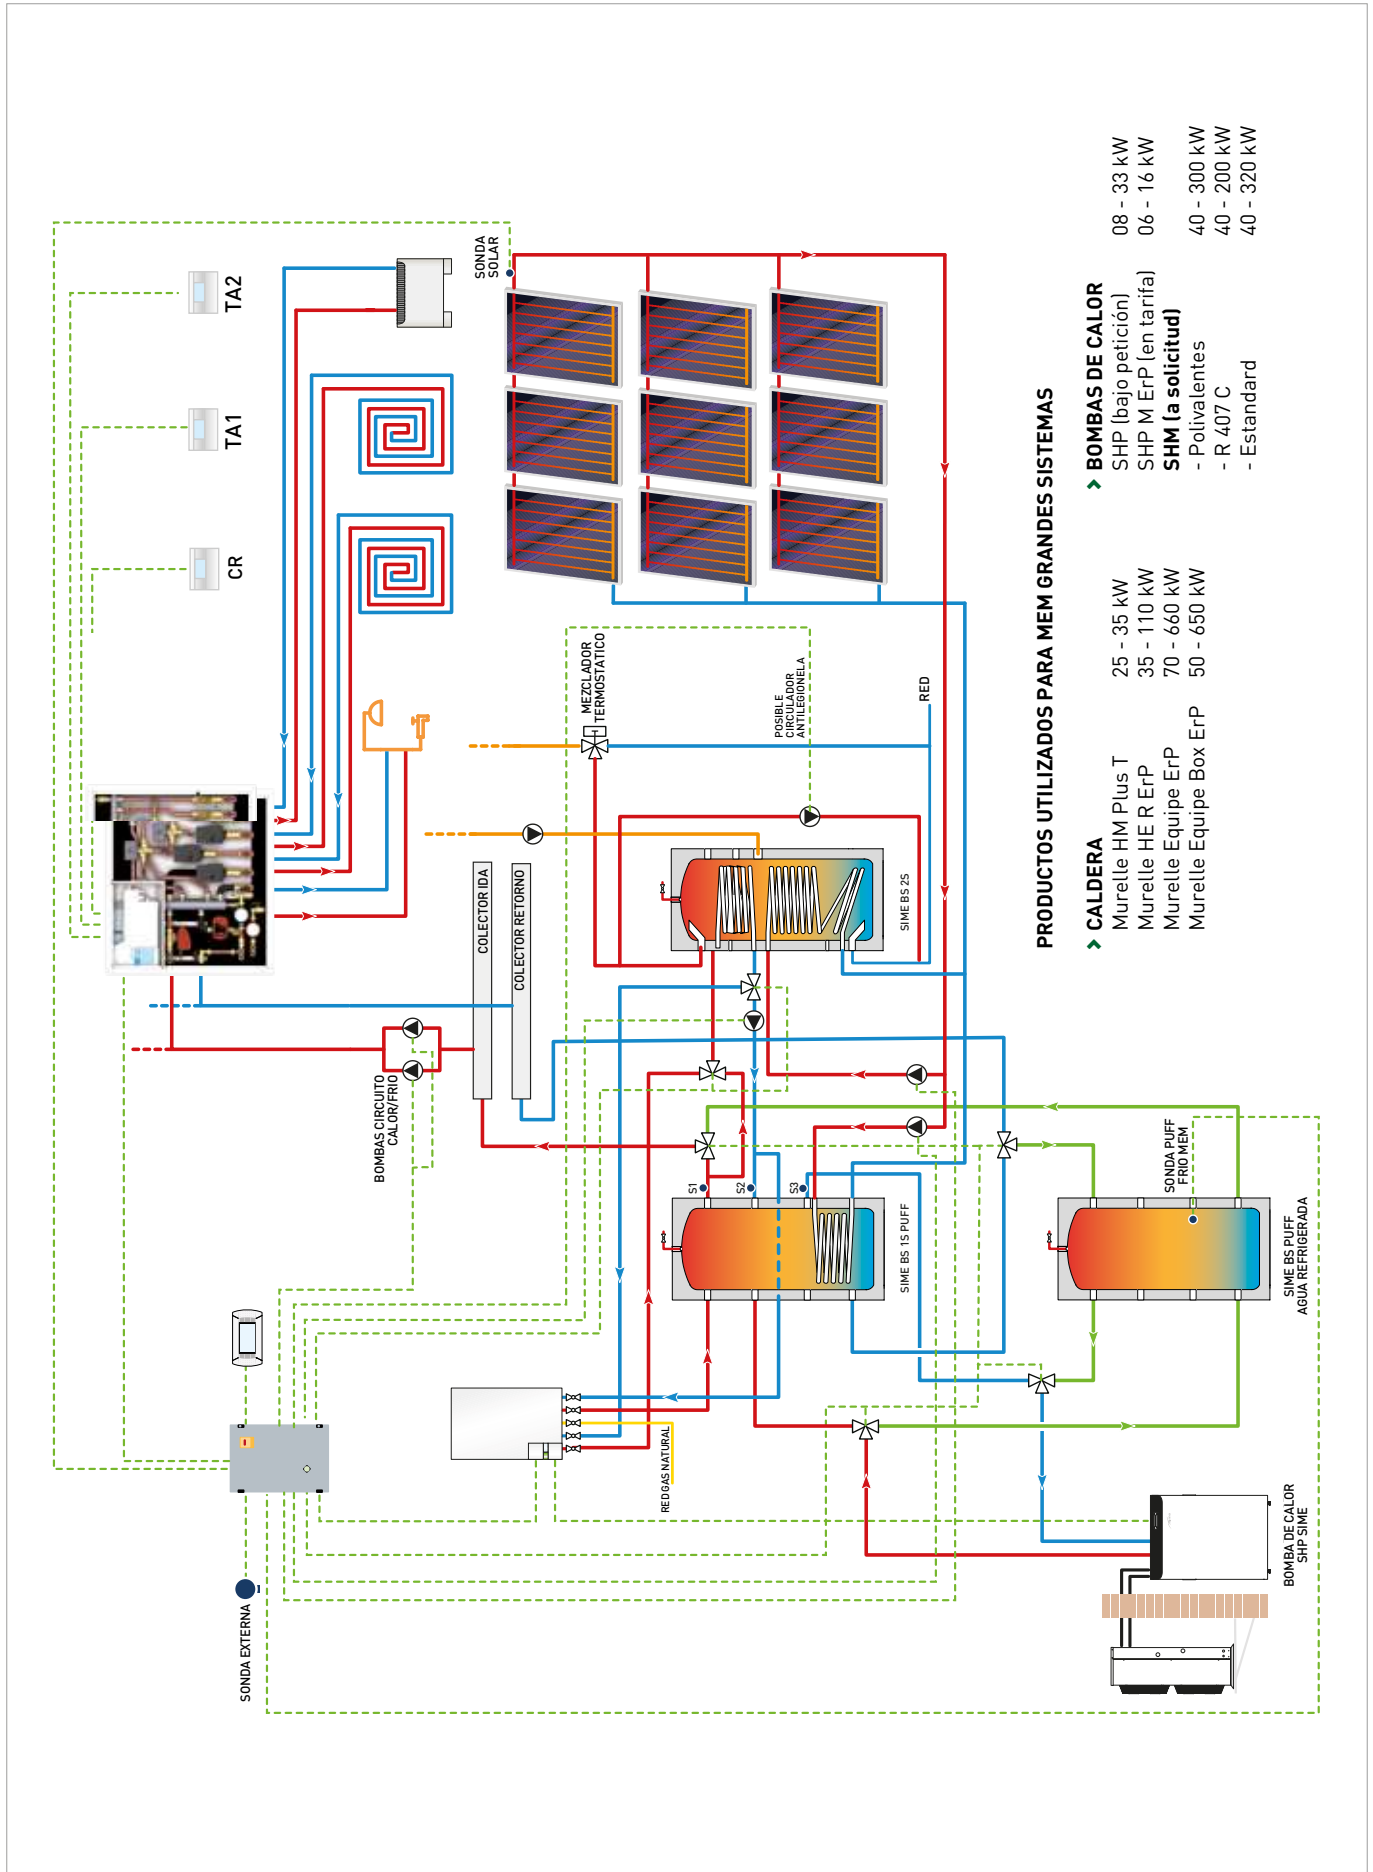 SONDA EXTERNA
BOMBAS CIRCUITO
CALOR/FRIO
COLECTOR IDA
COLECTOR RETORNO
CR
TA1
TA2
SONDA
SOLAR
MEZCLADOR
TERMOSTATICO
POSIBLE
CIRCULADOR
ANTILEGIONELA
RED
SIME BS 2S
S1
S2
S3
SIME BS 1S PUFF
RED GAS NATURAL
SONDA PUFF
FRIO MEM
SIME BS PUFF
AGUA REFRIGERADA
BOMBA DE CALOR
SHP SIME
PRODUCTOS UTILIZADOS PARA MEM GRANDES SISTEMAS
> CALDERA
Murelle HM Plus T 25 - 35 kW
Murelle HE R ErP 35 - 110 kW
Murelle Equipe ErP 70 - 660 kW
Murelle Equipe Box ErP 50 - 650 kW
> BOMBAS DE CALOR
SHP (bajo petición) 08 - 33 kW
SHP M ErP (en tarifa) 06 - 16 kW
SHM (a solicitud)
- Polivalentes 40 - 300 kW
- R 407 C 40 - 200 kW
- Estandard 40 - 320 kW